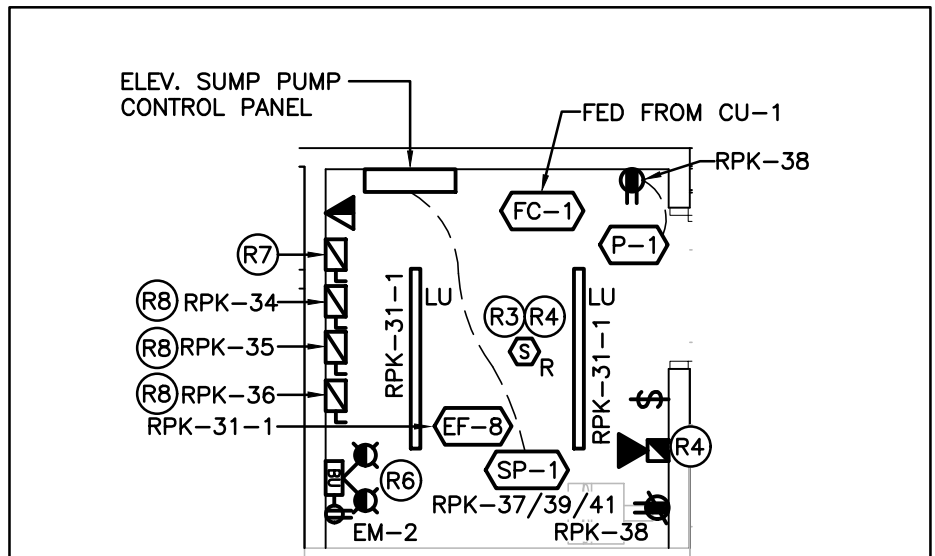 ELEV. SUMP PUMP
CONTROL PANEL
FED FROM CU-1
RPK-38
FC-1
P-1
R7
R8 RPK-34
R8 RPK-35
R8 RPK-36
RPK-31-1
RPK-31-1
LU
R3 R4
S
R
LU
RPK-31-1
EF-8
S
R4
SP-1
R6
BU
RPK-37/39/41
EM-2
RPK-38